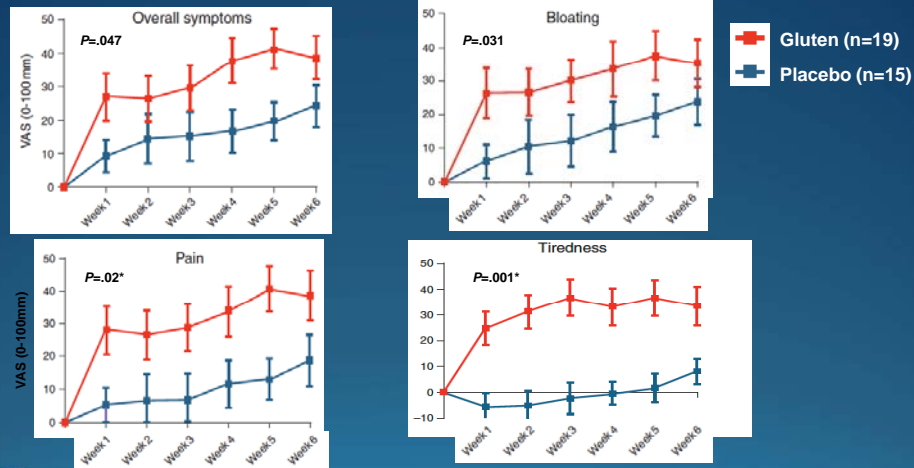 Overall symptoms
P=.047
VAS (0-100 mm)
50
40
30
20
10
0
Week1
Week2
Week3
Week4
Week5
Week6
Bloating
P=.031
50
40
30
20
10
0
Week1
Week2
Week3
Week4
Week5
Week6
Gluten (n=19)
Placebo (n=15)
Pain
P=.02*
VAS (0-100mm)
50
40
30
20
10
0
Week1
Week2
Week3
Week4
Week5
Week6
Tiredness
P=.001*
50
40
30
20
10
0
−10
Week1
Week2
Week3
Week4
Week5
Week6